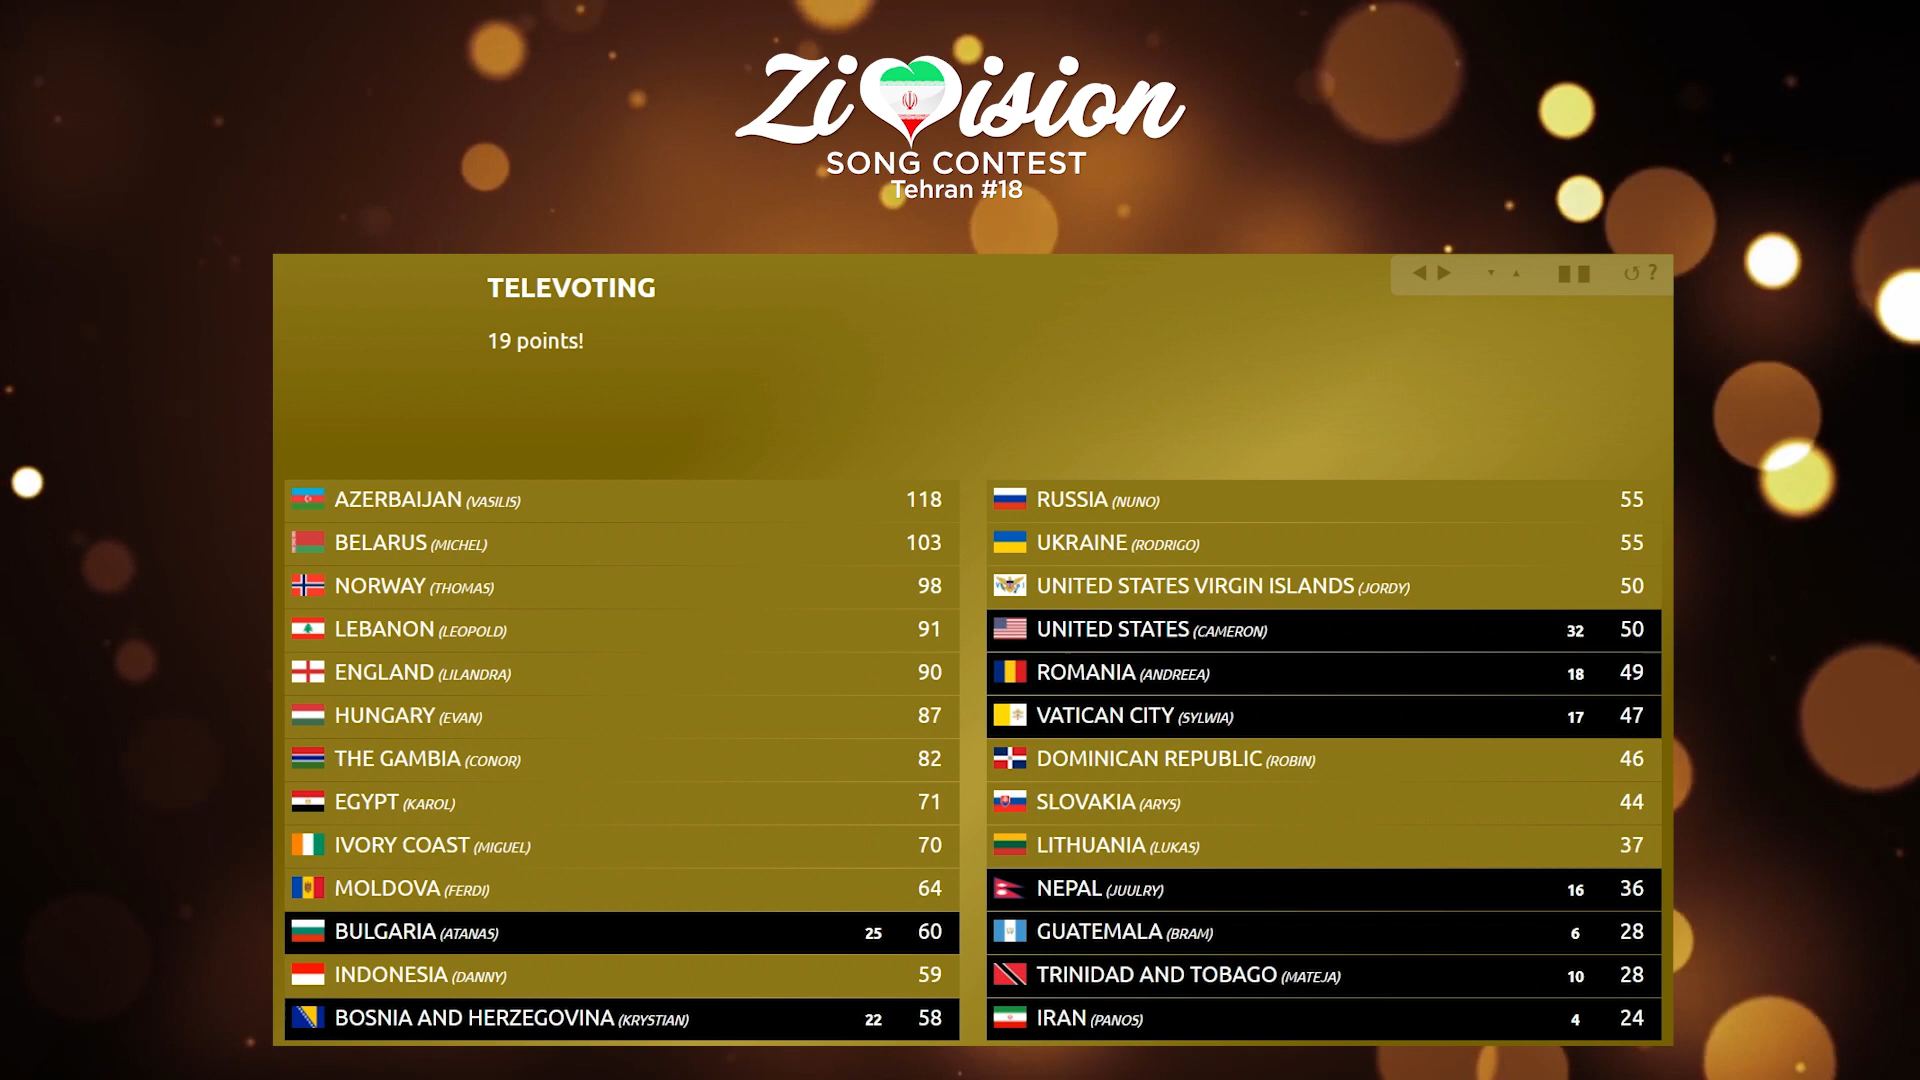 Zivision
SONG CONTEST
Tehran #18
TELEVOTING
19 points!
?
AZERBAIJAN (VASILIS) 118
BELARUS (MICHEL) 103
NORWAY (THOMAS) 98
LEBANON (LEOPOLD) 91
ENGLAND (LILANDRA) 90
HUNGARY (EVAN) 87
THE GAMBIA (CONOR) 82
EGYPT (KAROL) 71
IVORY COAST (MIGUEL) 70
MOLDOVA (FERDI) 64
BULGARIA (ATANAS) 25 60
INDONESIA (DANNY) 59
BOSNIA AND HERZEGOVINA (KRYSTIAN) 22 58
RUSSIA (NUNO) 55
UKRAINE (RODRIGO) 55
UNITED STATES VIRGIN ISLANDS (JORDY) 50
UNITED STATES (CAMERON) 32 50
ROMANIA (ANDREEA) 18 49
VATICAN CITY (SYLWIA) 17 47
DOMINICAN REPUBLIC (ROBIN) 46
SLOVAKIA (ARYS) 44
LITHUANIA (LUKAS) 37
NEPAL (JUULRY) 16 36
GUATEMALA (BRAM) 6 28
TRINIDAD AND TOBAGO (MATEJA) 10 28
IRAN (PANOS) 4 24